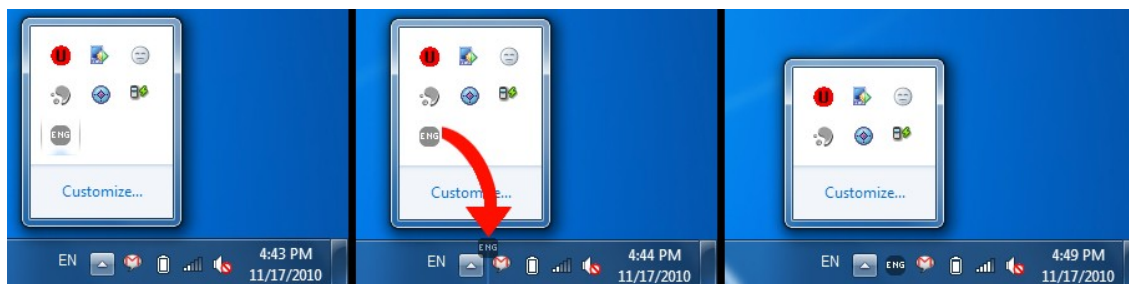 U
ENG
Customize...
EN
4:43 PM
11/17/2010
U
ENG
Customize...
ENG
EN
4:44 PM
11/17/2010
U
Customize...
EN
ENG
4:49 PM
11/17/2010